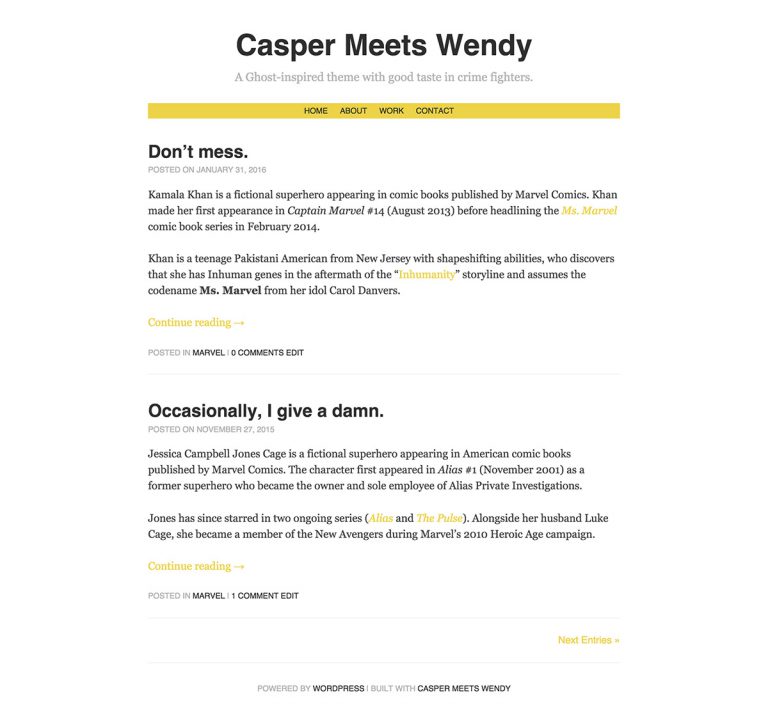 Casper Meets Wendy
A Ghost-inspired theme with good taste in crime fighters.
HOME ABOUT WORK CONTACT
Don’t mess.
POSTED ON JANUARY 31, 2016
Kamala Khan is a fictional superhero appearing in comic books published by Marvel Comics. Khan
made her first appearance in Captain Marvel #14 (August 2013) before headlining the Ms. Marvel
comic book series in February 2014.
Khan is a teenage Pakistani American from New Jersey with shapeshifting abilities, who discovers
that she has Inhuman genes in the aftermath of the “Inhumanity” storyline and assumes the
codename Ms. Marvel from her idol Carol Danvers.
Continue reading →
POSTED IN MARVEL | 0 COMMENTS EDIT
Occasionally, I give a damn.
POSTED ON NOVEMBER 27, 2015
Jessica Campbell Jones Cage is a fictional superhero appearing in American comic books
published by Marvel Comics. The character first appeared in Alias #1 (November 2001) as a
former superhero who became the owner and sole employee of Alias Private Investigations.
Jones has since starred in two ongoing series (Alias and The Pulse). Alongside her husband Luke
Cage, she became a member of the New Avengers during Marvel’s 2010 Heroic Age campaign.
Continue reading →
POSTED IN MARVEL | 1 COMMENT EDIT
Next Entries »
POWERED BY WORDPRESS | BUILT WITH CASPER MEETS WENDY